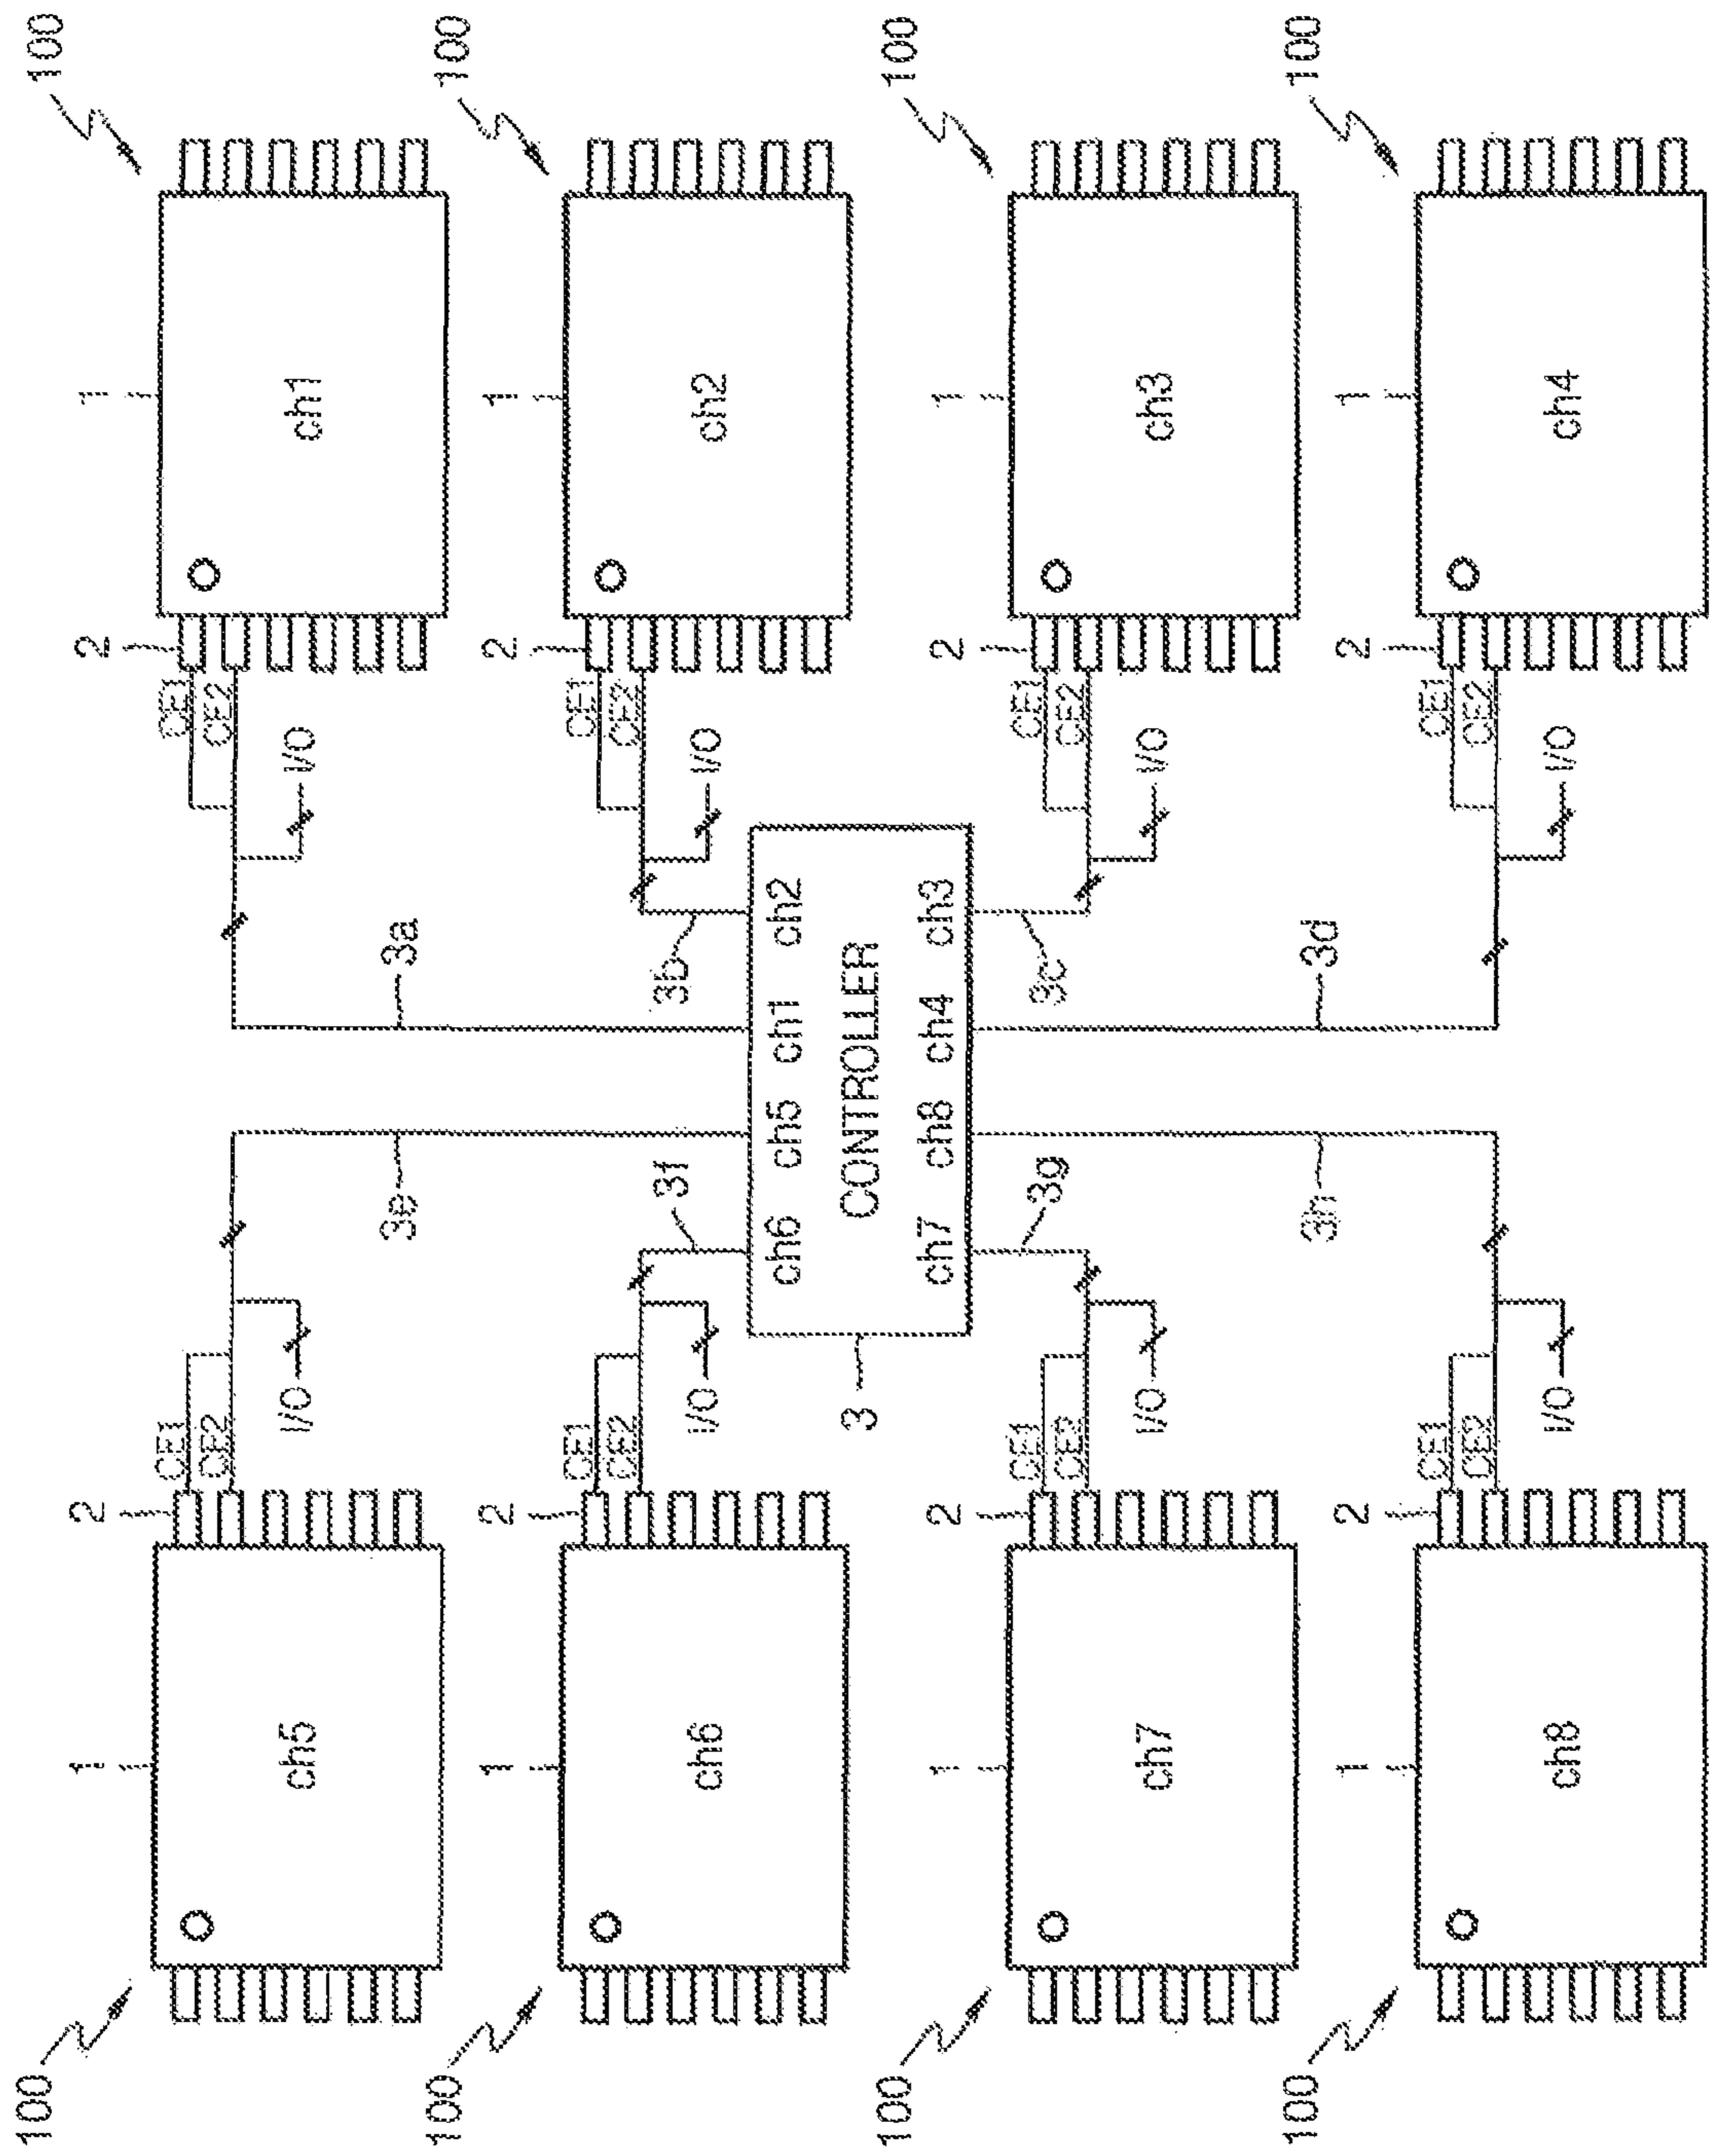 100 100
1 2 2 1
CE1 CE1
CE2 CE2
ch5 I/O I/O ch1
3e 3a
100 100
1 2 2 1
CE1 CE1
CE2 CE2
3f 3b
ch6 I/O I/O ch2
ch6 ch5 ch1 ch2
3 CONTROLLER
ch7 ch8 ch4 ch3
100 100
1 2 2 1
CE1 CE1
3g 3c
CE2 CE2
ch7 I/O I/O ch3
100 100
3h 3d
1 2 2 1
CE1 CE1
CE2 CE2
ch8 I/O I/O ch4